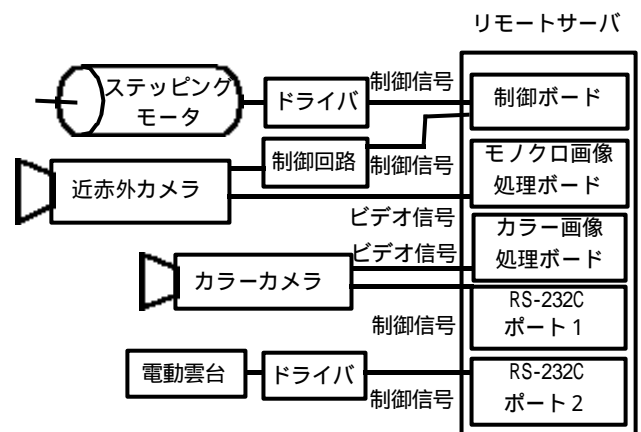 リモートサーバ
ステッピング
モータ
ドライバ
制御信号
制御ボード
制御回路
制御信号
モノクロ画像
処理ボード
近赤外カメラ
ビデオ信号
カラー画像
処理ボード
ビデオ信号
カラーカメラ
RS-232C
ポート1
制御信号
電動雲台
ドライバ
制御信号
RS-232C
ポート2